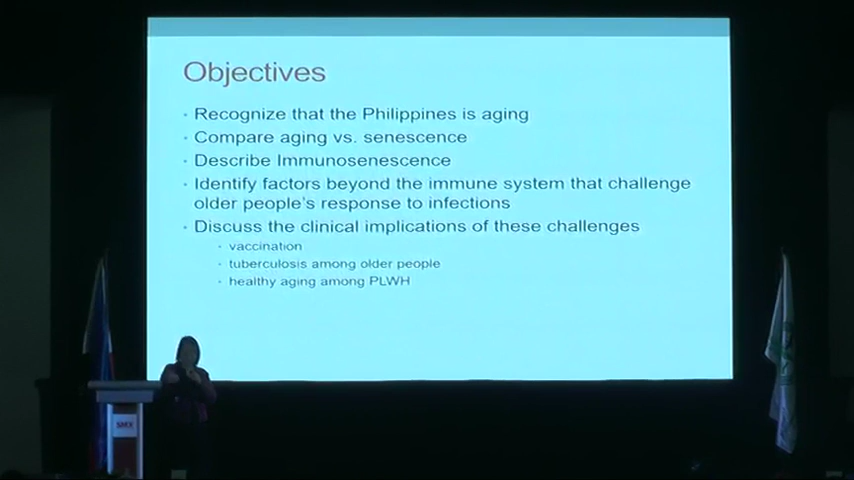 Objectives
• Recognize that the Philippines is aging
• Compare aging vs. senescence
• Describe Immunosenescence
• Identify factors beyond the immune system that challenge
older people's response to infections
• Discuss the clinical implications of these challenges
• vaccination
• tuberculosis among older people
• healthy aging among PLWH
SMX